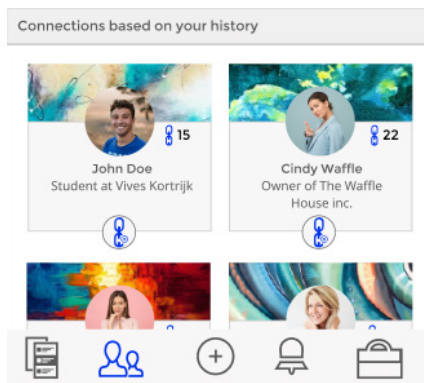 Connections based on your history
15
22
John Doe
Cindy Waffle
Student at Vives Kortrijk
Owner of The Waffle
House inc.